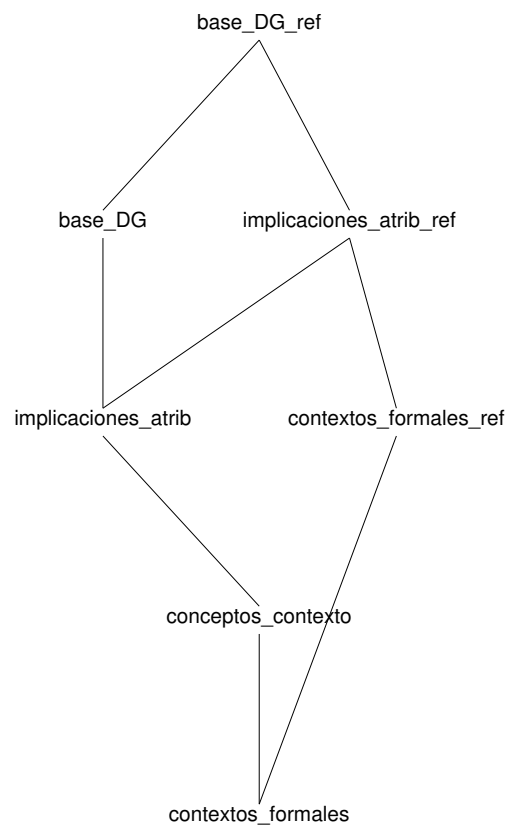 base_DG_ref
base_DG
implicaciones_atrib_ref
implicaciones_atrib
contextos_formales_ref
conceptos_contexto
contextos_formales